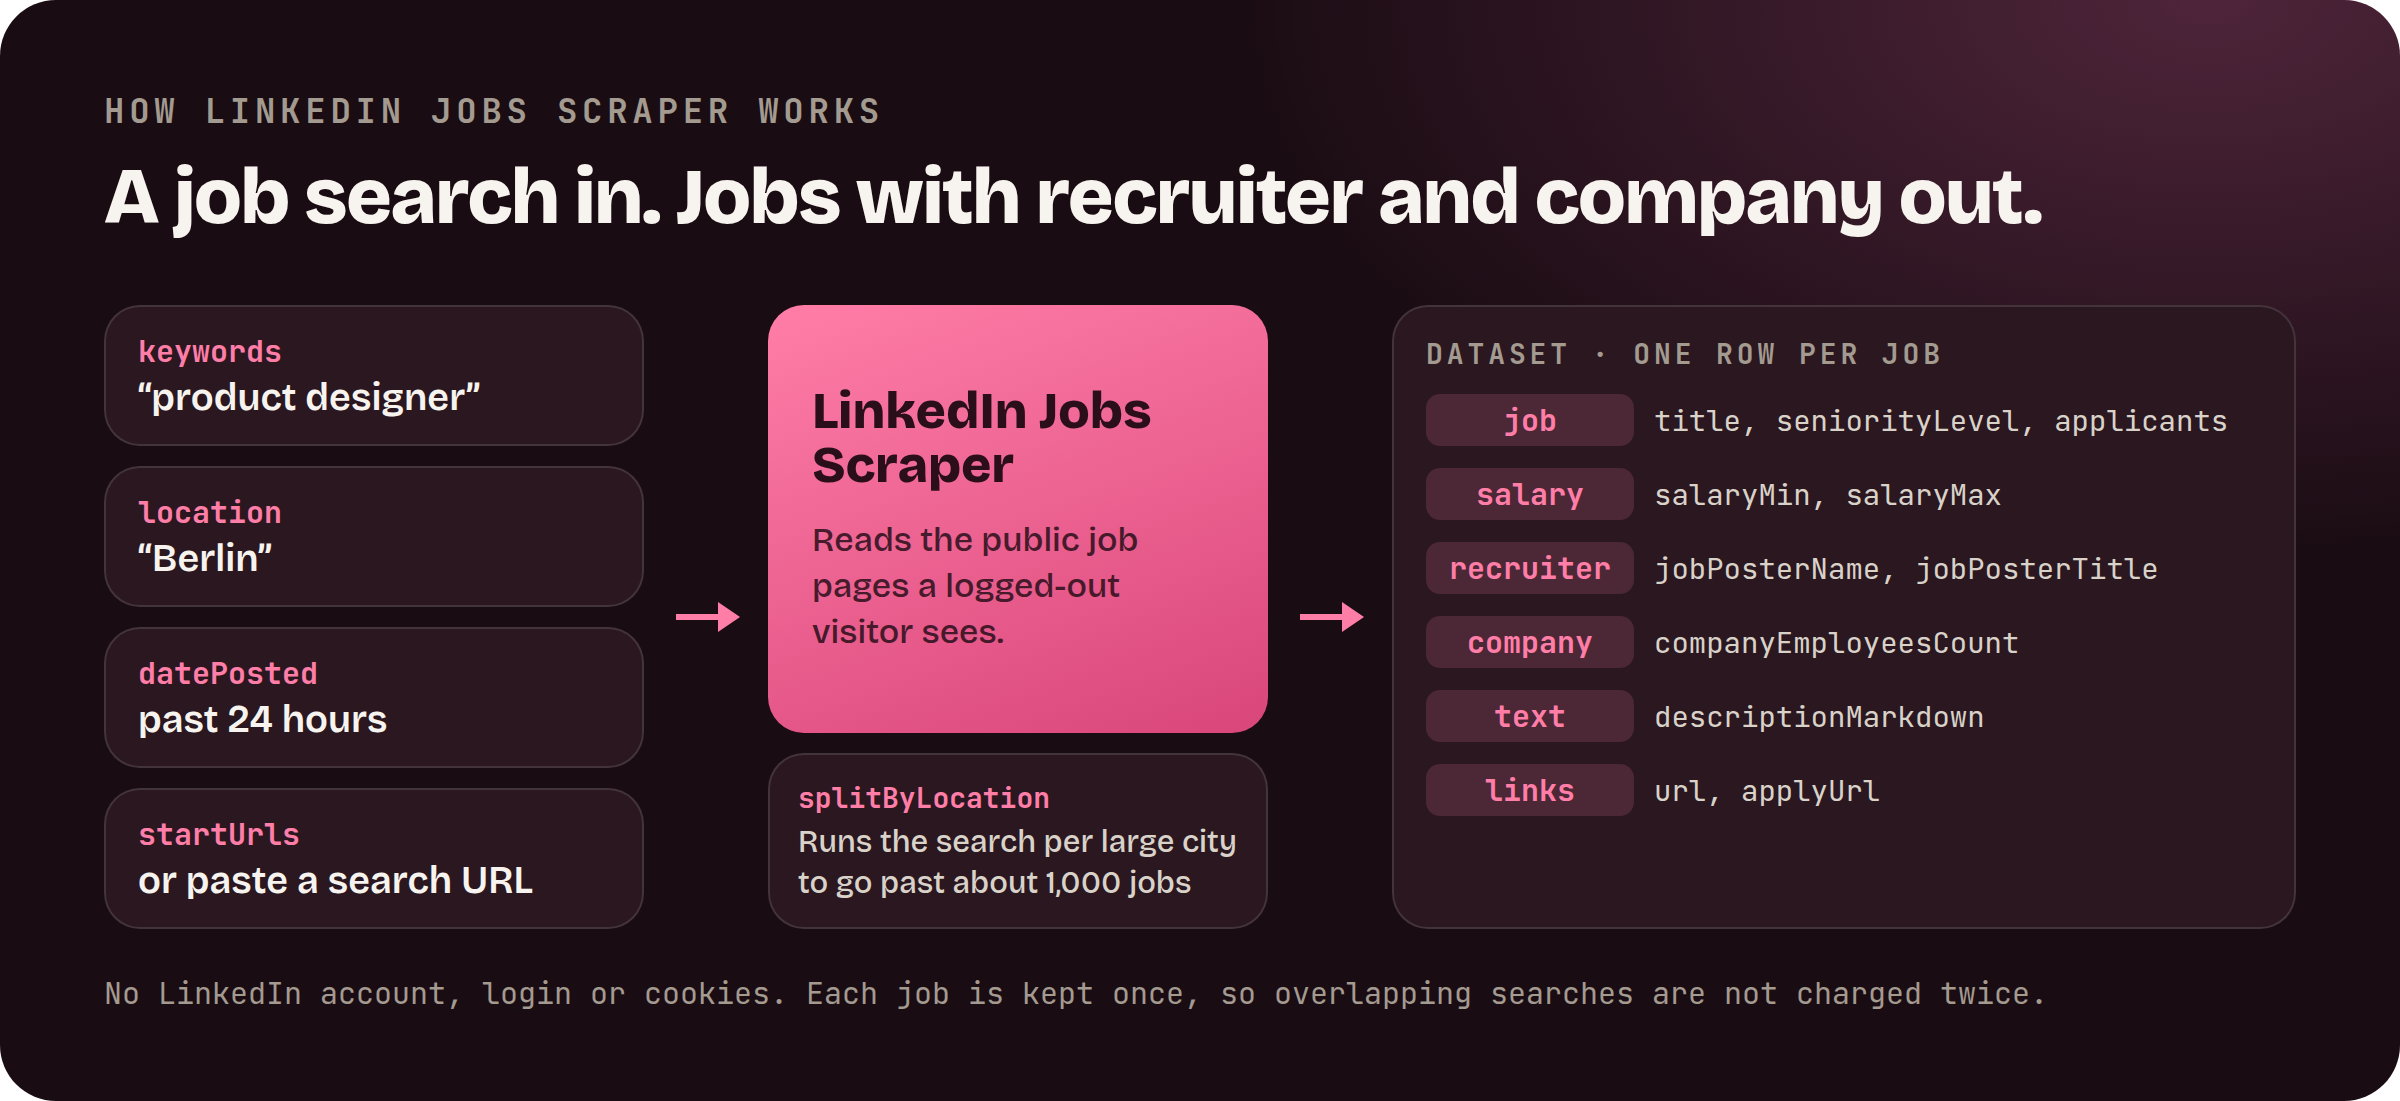 HOW LINKEDIN JOBS SCRAPER WORKS
A job search in. Jobs with recruiter and company out.
keywords
“product designer”
location
“Berlin”
datePosted
past 24 hours
startUrls
or paste a search URL
LinkedIn Jobs
Scraper
Reads the public job
pages a logged-out
visitor sees.
splitByLocation
Runs the search per large city
to go past about 1,000 jobs
DATASET · ONE ROW PER JOB
job title, seniorityLevel, applicants
salary salaryMin, salaryMax
recruiter jobPosterName, jobPosterTitle
company companyEmployeesCount
text descriptionMarkdown
links url, applyUrl
No LinkedIn account, login or cookies. Each job is kept once, so overlapping searches are not charged twice.